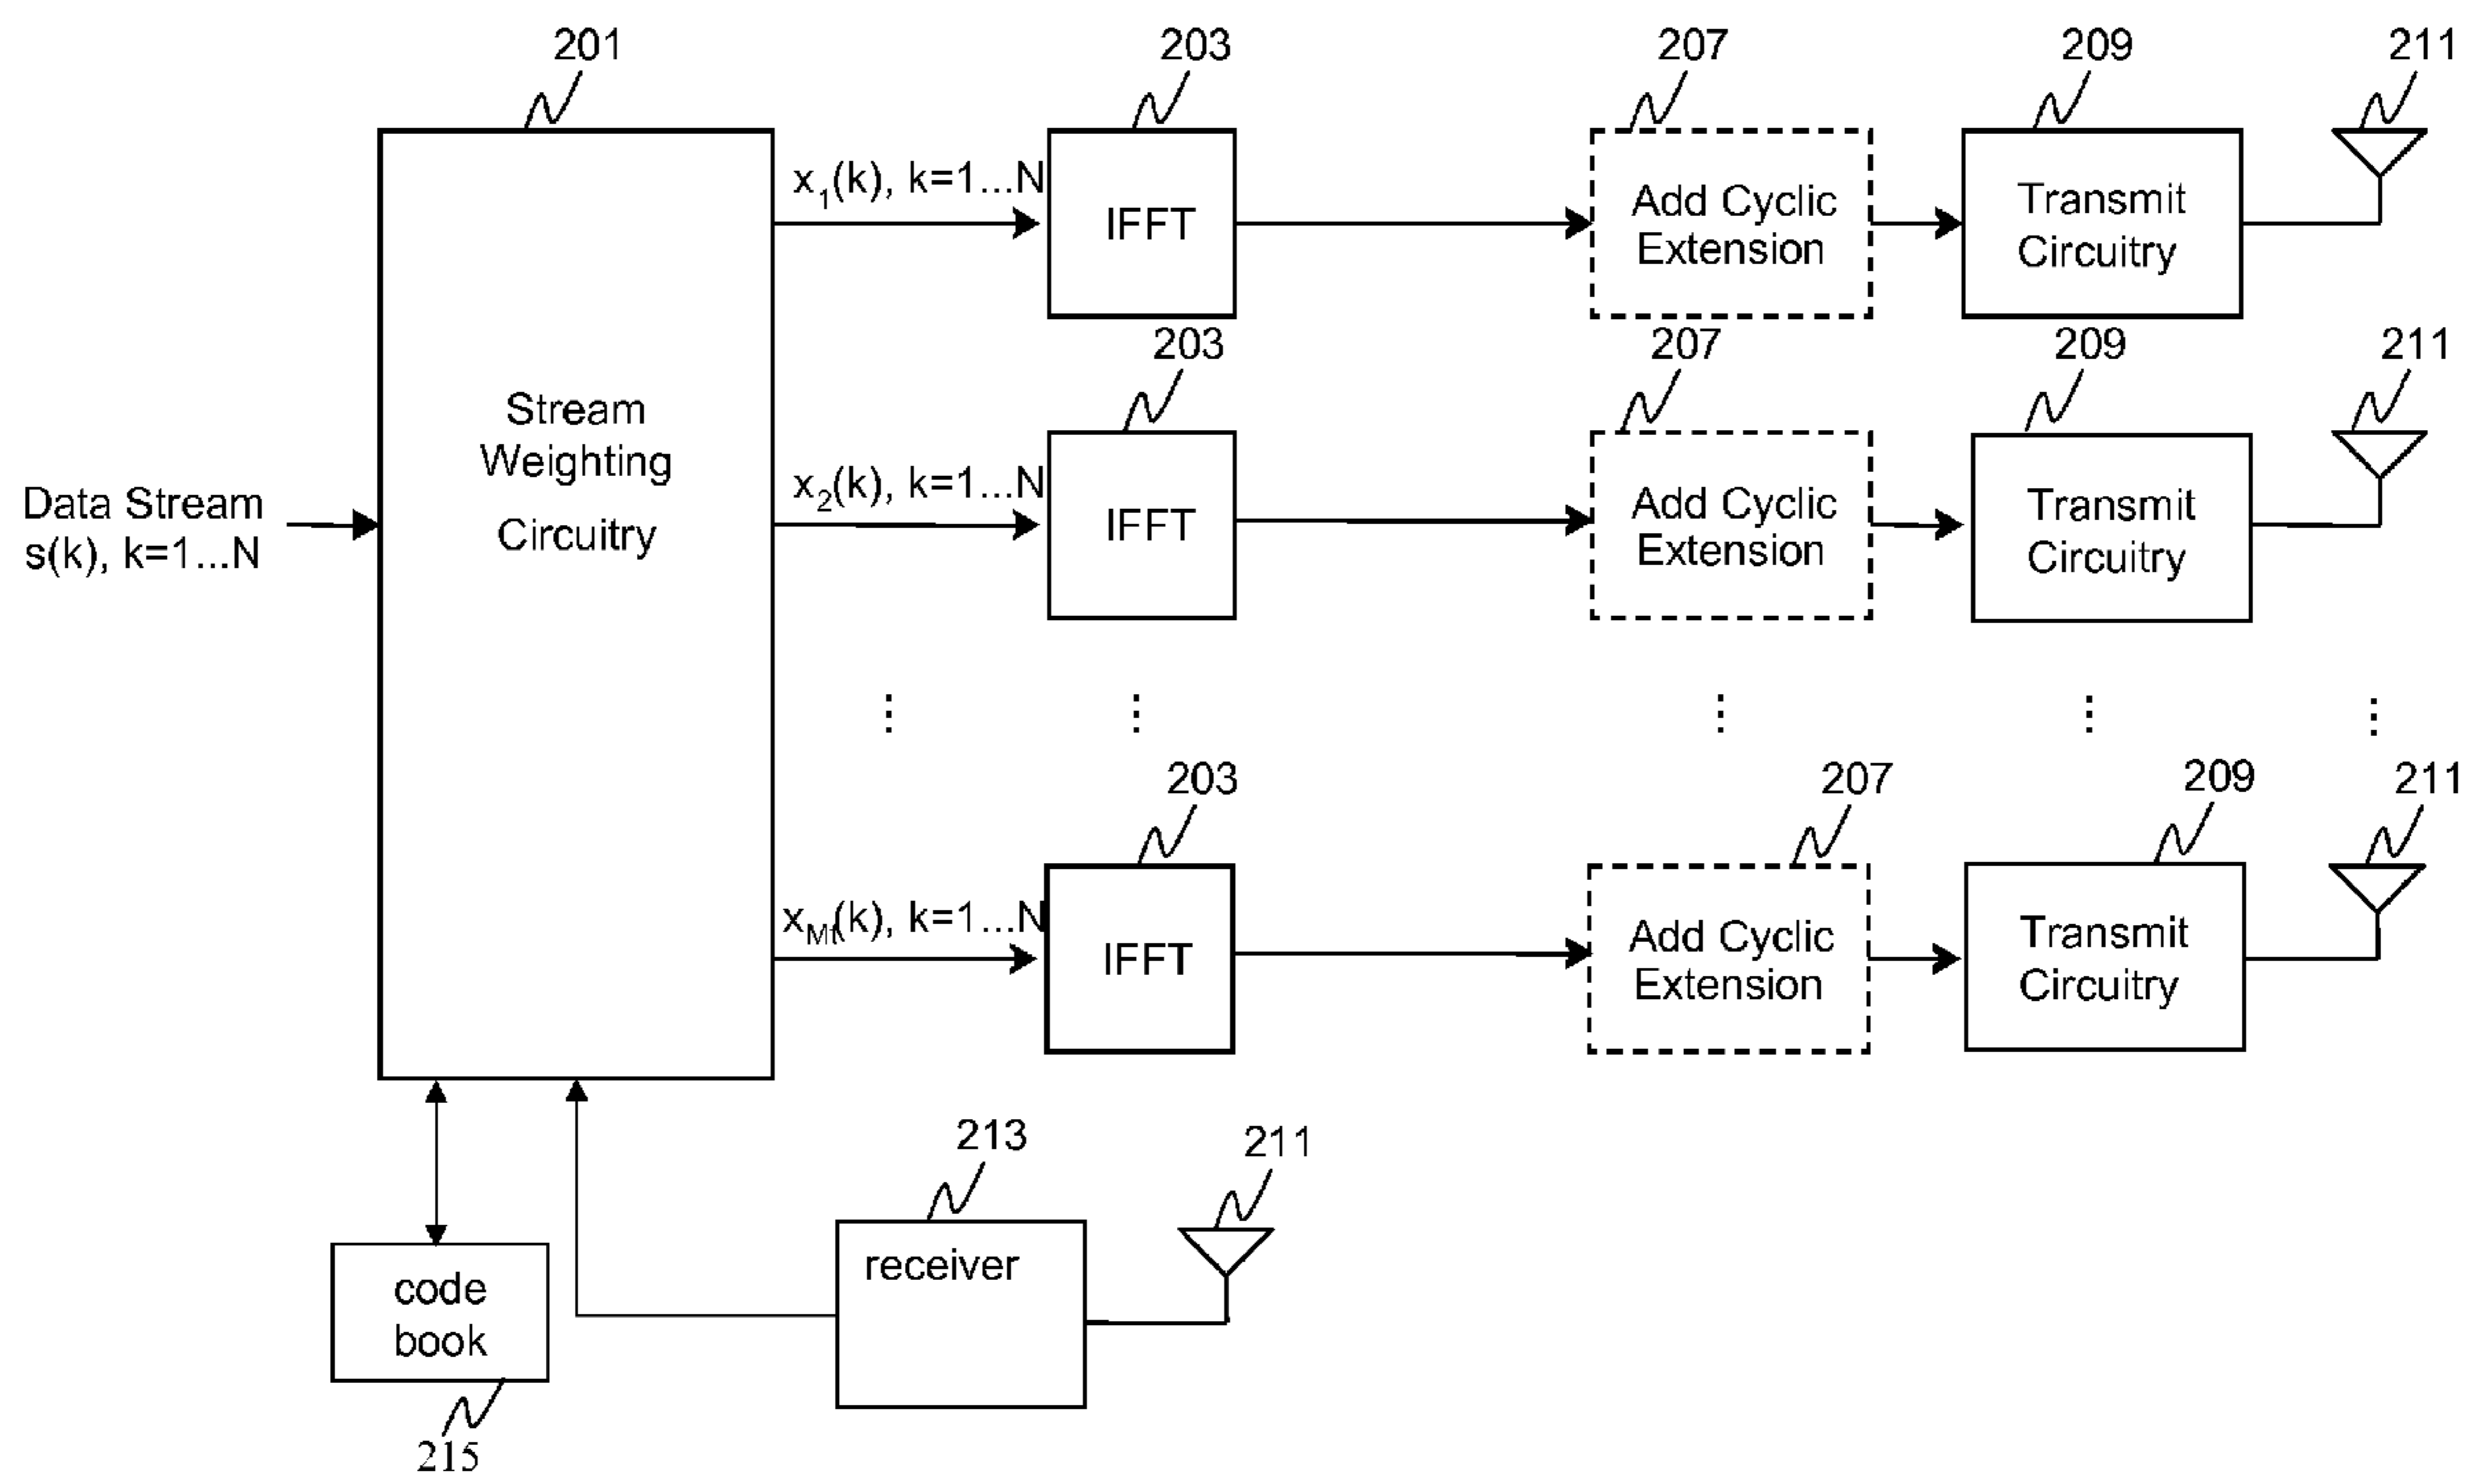 201
203
207
209
211
x1(k), k=1...N
IFFT
Add Cyclic
Extension
Transmit
Circuitry
203
207
209
211
Stream
Weighting
Circuitry
Data Stream
s(k), k=1...N
x2(k), k=1...N
IFFT
Add Cyclic
Extension
Transmit
Circuitry
203
207
209
211
xMt(k), k=1...N
IFFT
Add Cyclic
Extension
Transmit
Circuitry
213
211
receiver
code
book
215